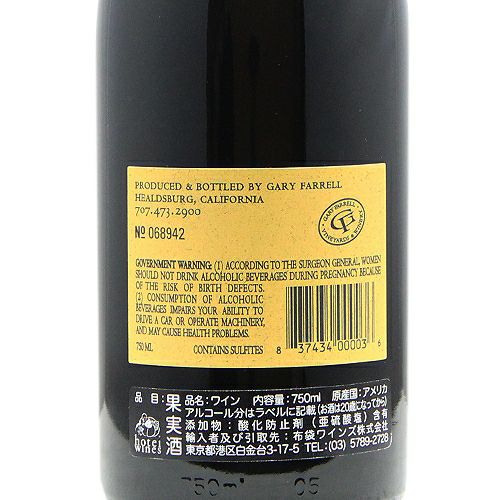 PRODUCED & BOTTLED BY GARY FARRELL
HEALDSBURG, CALIFORNIA
707.473.2900
№ 068942
GARY FARRELL
GF
VINEYARDS & WINERY
GOVERNMENT WARNING: (1) ACCORDING TO THE SURGEON GENERAL, WOMEN
SHOULD NOT DRINK ALCOHOLIC BEVERAGES DURING PREGNANCY BECAUSE
OF THE RISK OF BIRTH DEFECTS.
(2) CONSUMPTION OF ALCOHOLIC
BEVERAGES IMPAIRS YOUR ABILITY TO
DRIVE A CAR OR OPERATE MACHINERY,
AND MAY CAUSE HEALTH PROBLEMS.
750 ML CONTAINS SULFITES
8 37434 00003 6
品目:果実酒
品名:ワイン 内容量:750ml 原産国:アメリカ
アルコール分はラベルに記載(お酒は20歳になってから)
添加物:酸化防止剤(亜硫酸塩)含有
輸入者及び引取先:布袋ワインズ株式会社
東京都港区白金台3-17-5 TEL(03)5789-2728
hotei
WINES
750ml 05